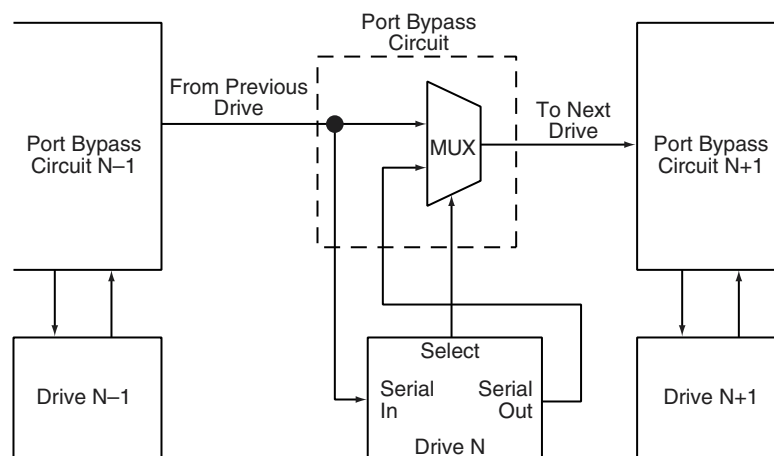 Port Bypass
Circuit
From Previous
Drive
To Next
Drive
Port Bypass
Circuit N–1
MUX
Port Bypass
Circuit N+1
Select
Drive N–1
Serial
In
Serial
Out
Drive N
Drive N+1